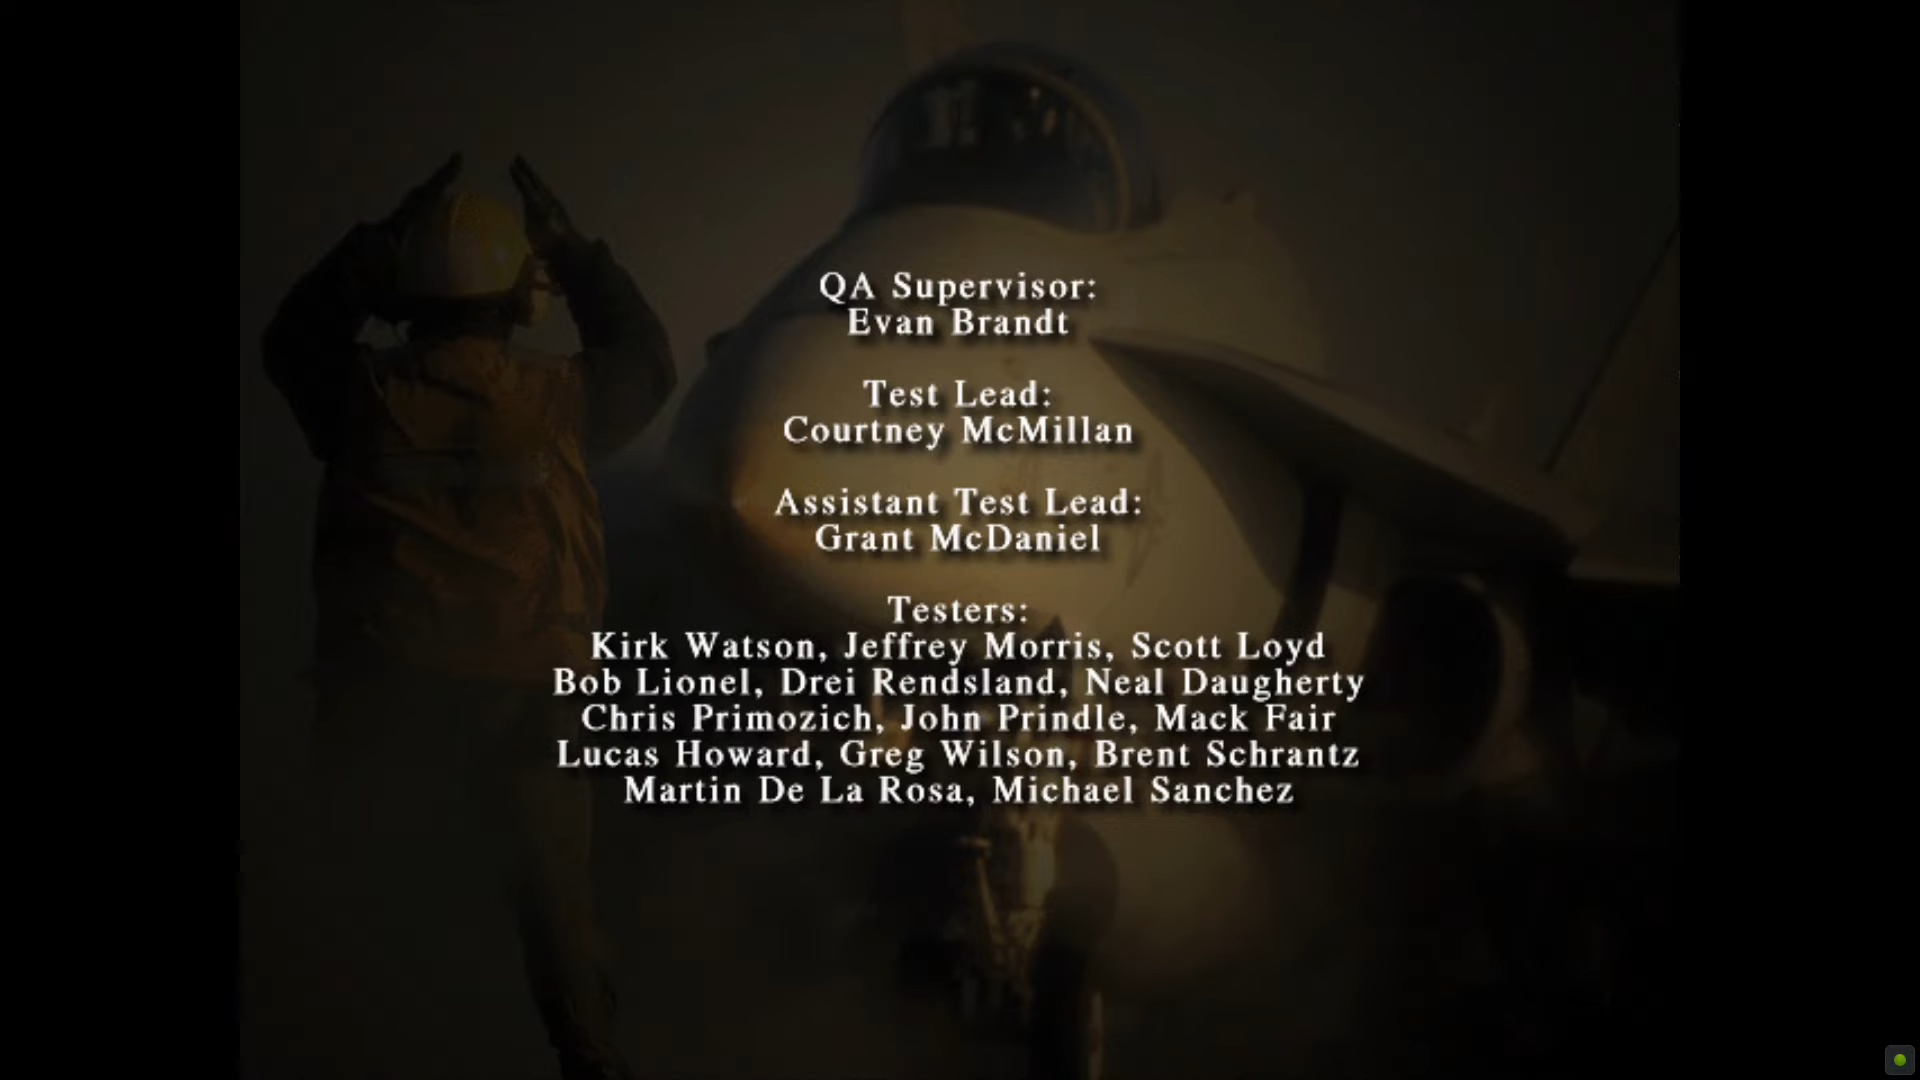 QA Supervisor:
Evan Brandt
Test Lead:
Courtney McMillan
Assistant Test Lead:
Grant McDaniel
Testers:
Kirk Watson, Jeffrey Morris, Scott Loyd
Bob Lionel, Drei Rendsland, Neal Daugherty
Chris Primozich, John Prindle, Mack Fair
Lucas Howard, Greg Wilson, Brent Schrantz
Martin De La Rosa, Michael Sanchez